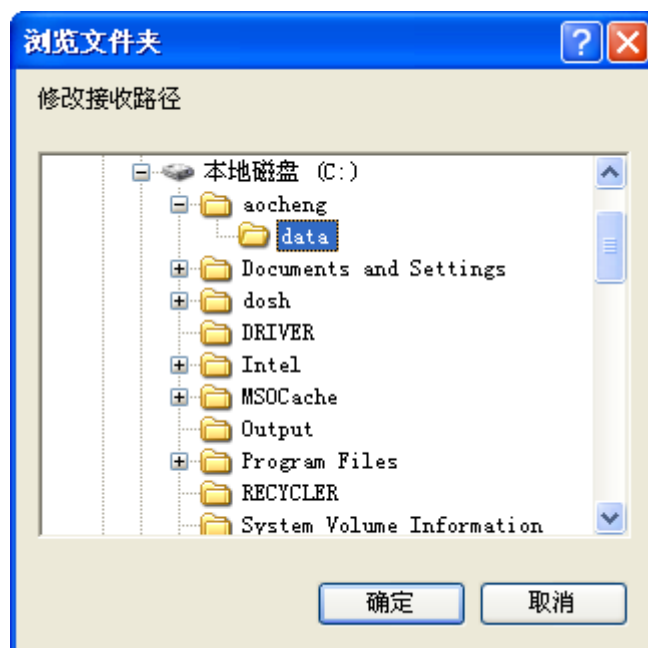 浏览文件夹
修改接收路径
本地磁盘 (C:)
aocheng
data
Documents and Settings
dosh
DRIVER
Intel
MSOCache
Output
Program Files
RECYCLER
System Volume Information
确定 取消